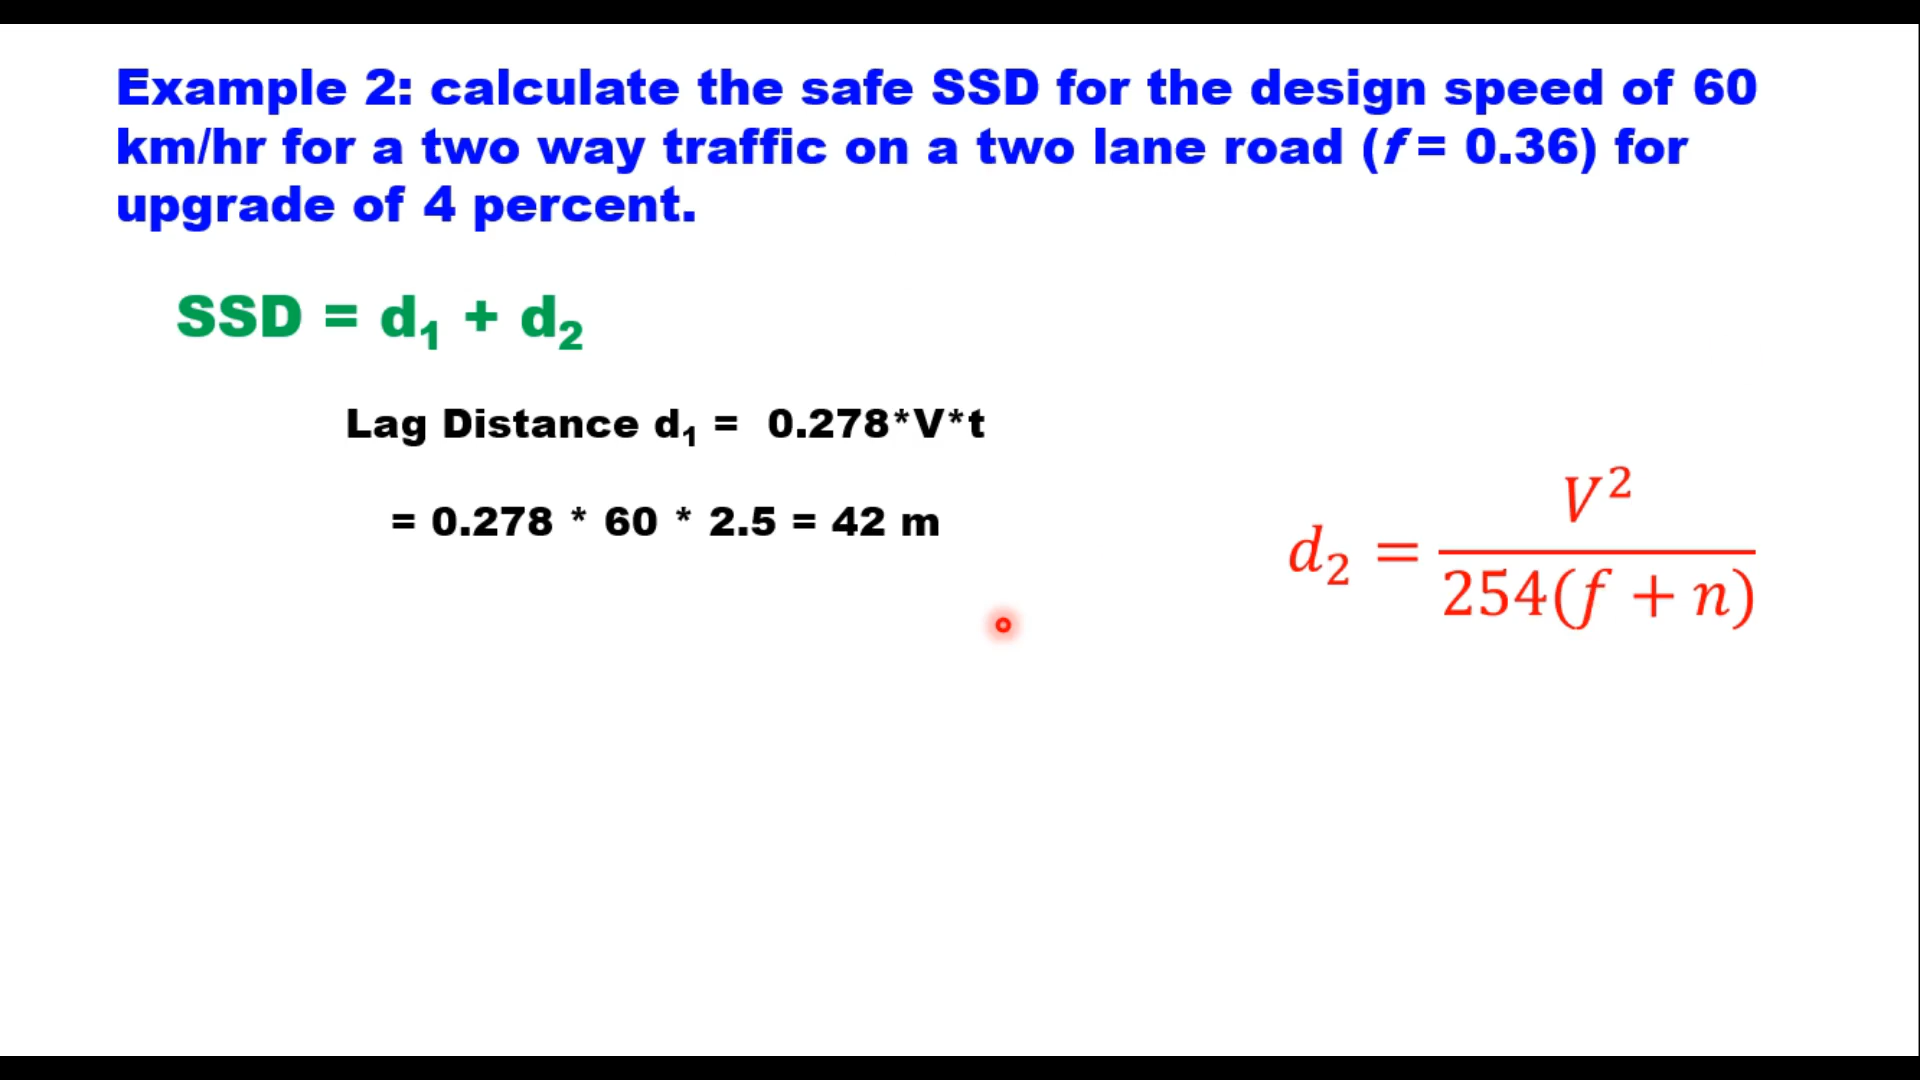 Example 2: calculate the safe SSD for the design speed of 60
km/hr for a two way traffic on a two lane road (f = 0.36) for
upgrade of 4 percent.
SSD = d₁ + d₂
Lag Distance d₁ = 0.278*V*t
= 0.278 * 60 * 2.5 = 42 m
d₂ = V² / 254(f + n)